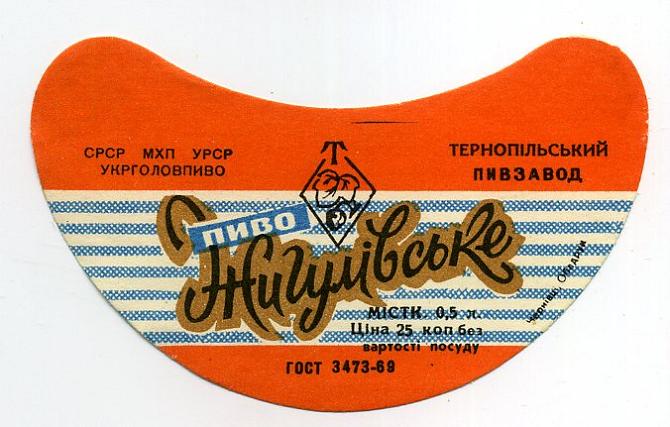 СРСР МХП УРСР
УКРГОЛОВПИВО
Т
ТЕРНОПІЛЬСЬКИЙ
ПИВЗАВОД
ПИВО
Жигулівське
МІСТК. 0,5 л.
Ціна 25 коп без
вартості посуду
ГОСТ 3473-69
Чернівці,